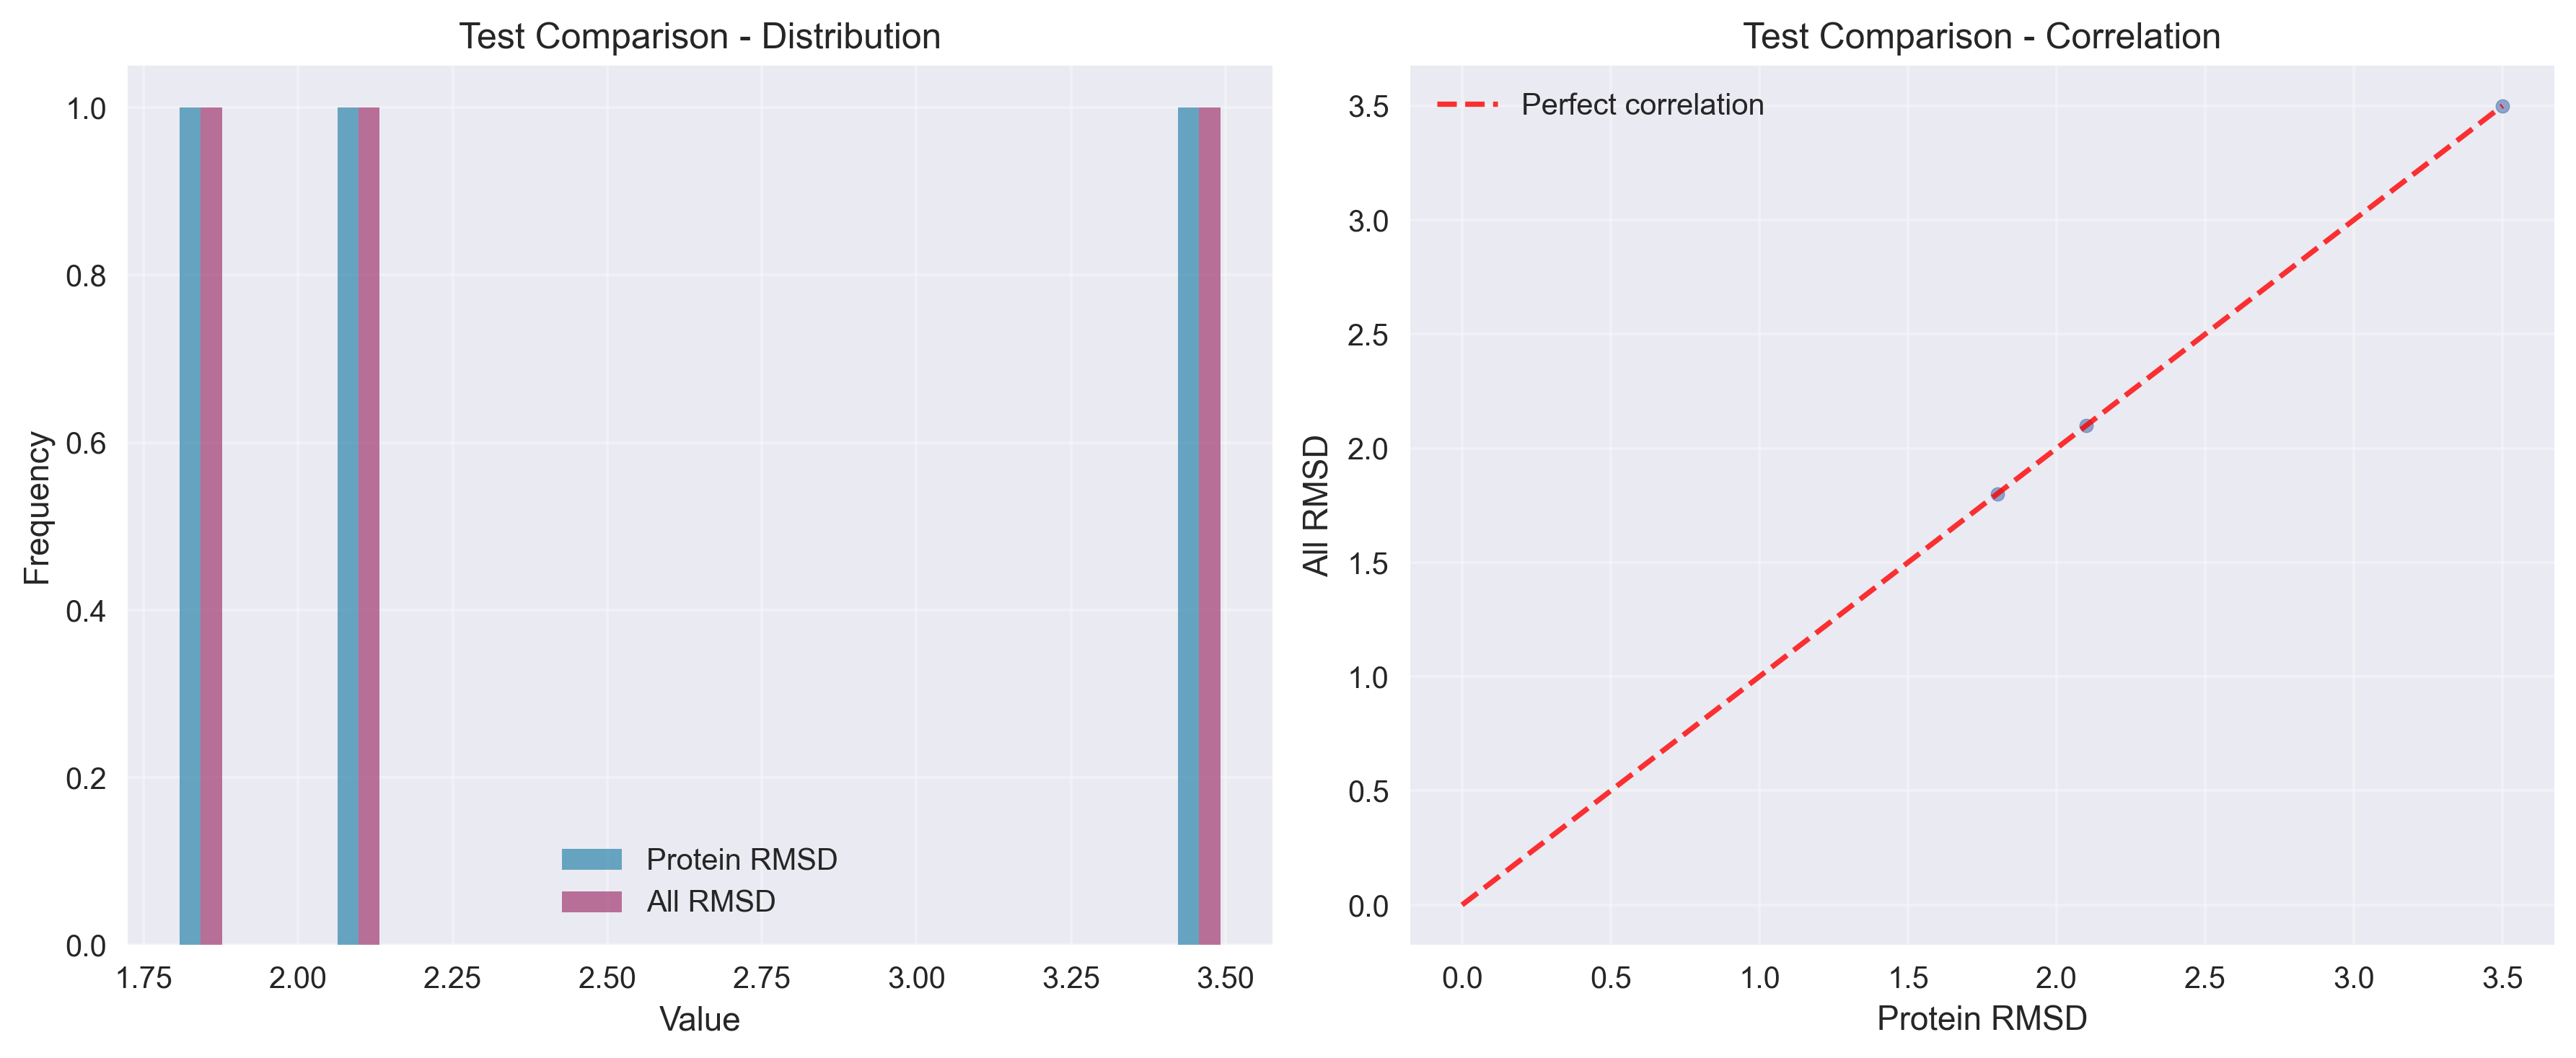 Test Comparison - Distribution
Frequency
1.0
0.8
0.6
0.4
0.2
0.0
Protein RMSD
All RMSD
1.75 2.00 2.25 2.50 2.75 3.00 3.25 3.50
Value
Test Comparison - Correlation
Perfect correlation
All RMSD
3.5
3.0
2.5
2.0
1.5
1.0
0.5
0.0
0.0 0.5 1.0 1.5 2.0 2.5 3.0 3.5
Protein RMSD